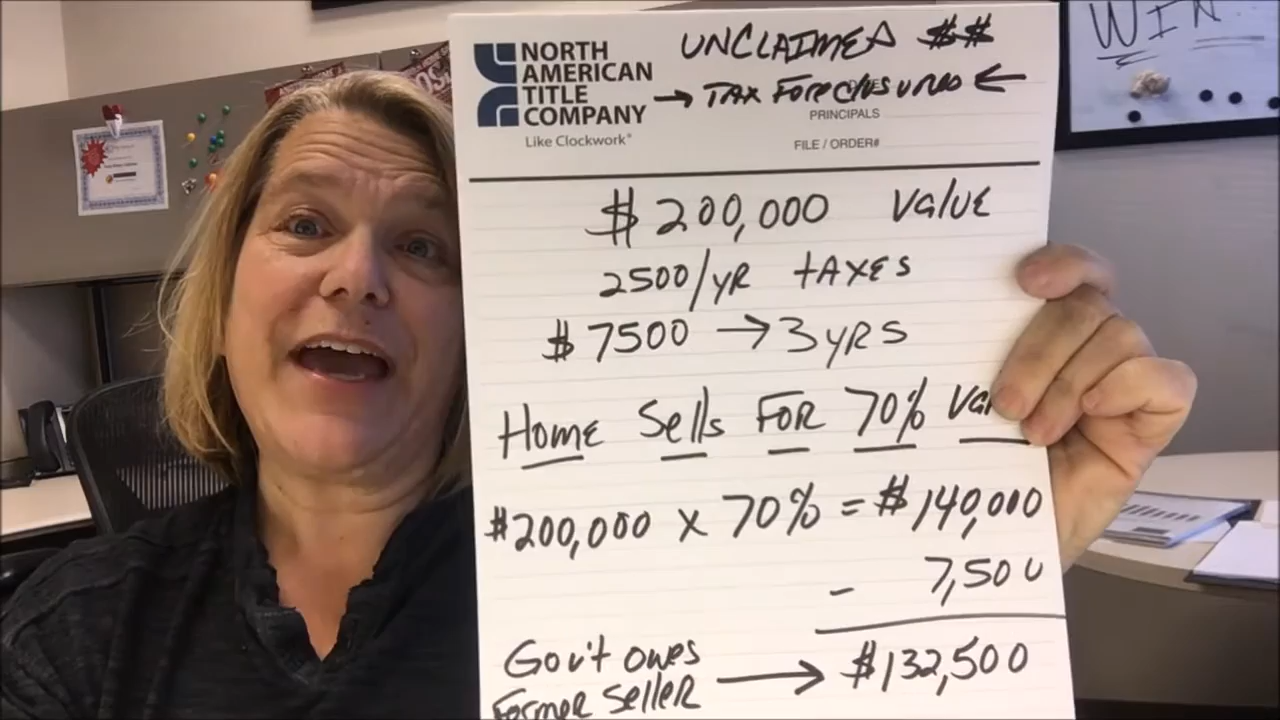 NORTH
AMERICAN
TITLE
COMPANY
Like Clockwork®
UNCLAIMED $$
→ TAX Foreclosures ←
PRINCIPALS
FILE / ORDER#
$200,000 Value
2500/YR tAXES
$7500 → 3 YRS
Home Sells For 70%
$200,000 x 70% = $140,000
- 7,500
Gov't owes
Former Seller → $132,500
WIN